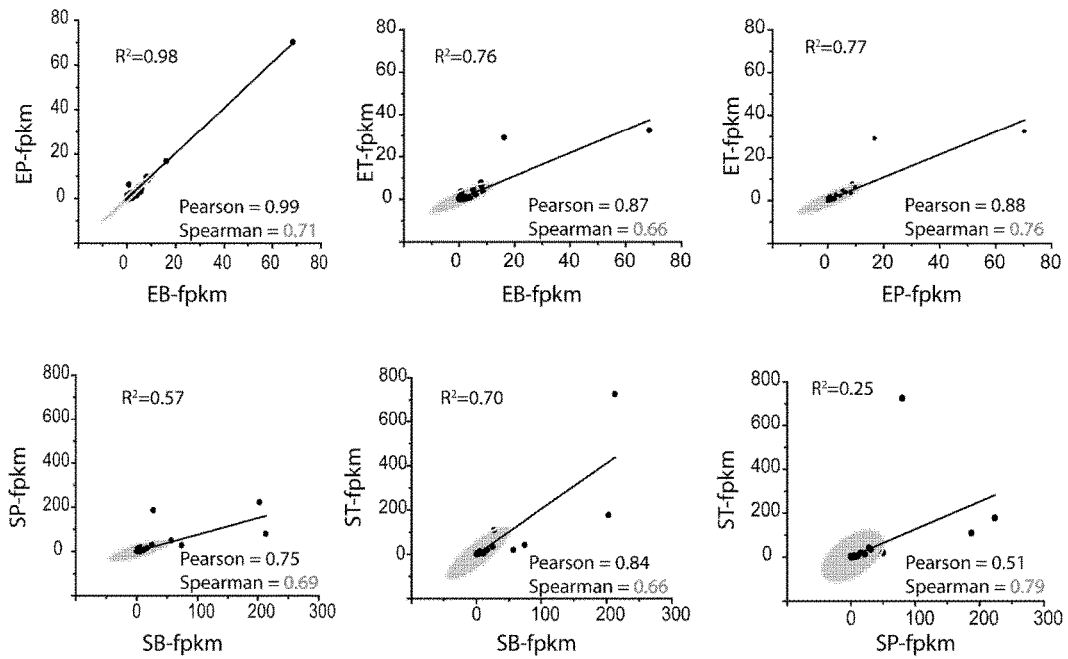 80
60
40
20
0
EP-fpkm
R²=0.98
Pearson = 0.99
Spearman = 0.71
0 20 40 60 80
EB-fpkm
80
60
40
20
0
ET-fpkm
R²=0.76
Pearson = 0.87
Spearman = 0.66
0 20 40 60 80
EB-fpkm
80
60
40
20
0
ET-fpkm
R²=0.77
Pearson = 0.88
Spearman = 0.76
0 20 40 60 80
EP-fpkm
800
600
400
200
0
SP-fpkm
R²=0.57
Pearson = 0.75
Spearman = 0.69
0 100 200 300
SB-fpkm
800
600
400
200
0
ST-fpkm
R²=0.70
Pearson = 0.84
Spearman = 0.66
0 100 200 300
SB-fpkm
800
600
400
200
0
ST-fpkm
R²=0.25
Pearson = 0.51
Spearman = 0.79
0 100 200 300
SP-fpkm